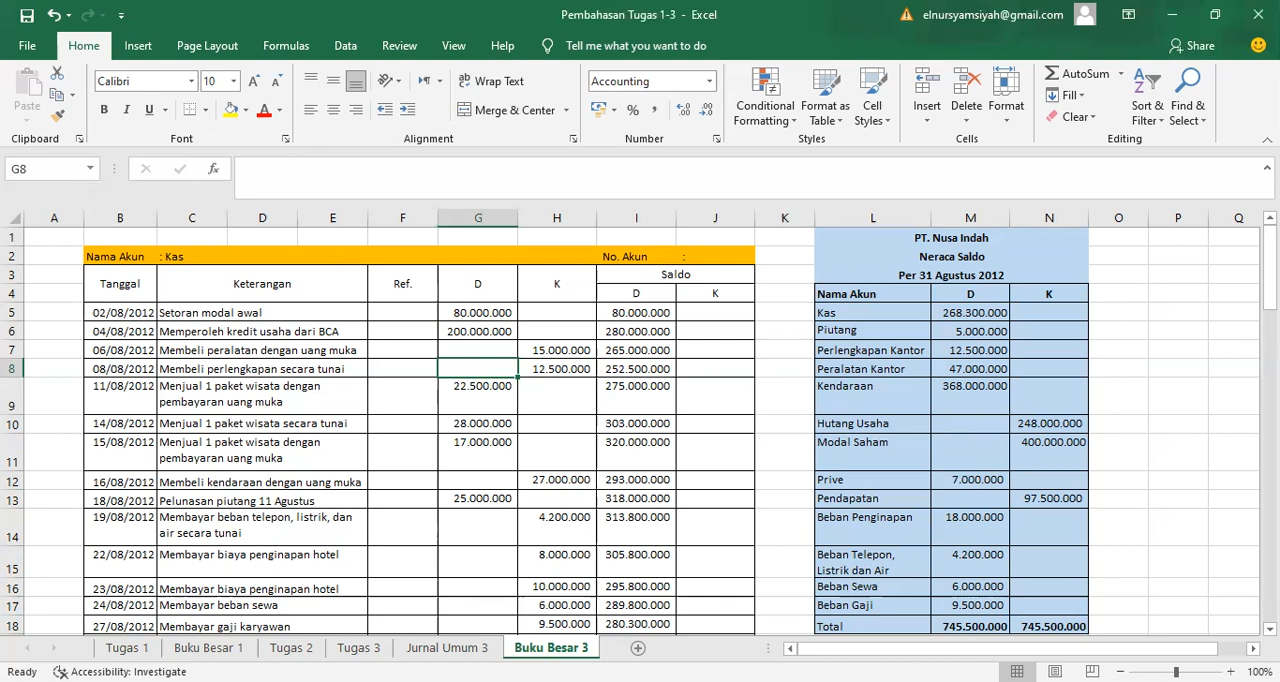 Pembahasan Tugas 1-3 - Excel
elnursyamsiyah@gmail.com
File Home Insert Page Layout Formulas Data Review View Help Tell me what you want to do Share
Paste
Clipboard
Calibri 10
B I U A
Font
Wrap Text
Merge & Center
Alignment
Accounting
%
Number
Conditional Formatting
Format as Table
Cell Styles
Styles
Insert Delete Format
Cells
AutoSum
Fill
Clear
Sort & Filter
Find & Select
Editing
G8
fx
A B C D E F G H I J K L M N O P Q
1 PT. Nusa Indah
2 Nama Akun : Kas No. Akun : Neraca Saldo
3 Tanggal Keterangan Ref. D K Saldo Per 31 Agustus 2012
4 D K Nama Akun D K
5 02/08/2012 Setoran modal awal 80.000.000 80.000.000 Kas 268.300.000
6 04/08/2012 Memperoleh kredit usaha dari BCA 200.000.000 280.000.000 Piutang 5.000.000
7 06/08/2012 Membeli peralatan dengan uang muka 15.000.000 265.000.000 Perlengkapan Kantor 12.500.000
8 08/08/2012 Membeli perlengkapan secara tunai 12.500.000 252.500.000 Peralatan Kantor 47.000.000
11/08/2012 Menjual 1 paket wisata dengan 22.500.000 275.000.000 Kendaraan 368.000.000
9 pembayaran uang muka
10 14/08/2012 Menjual 1 paket wisata secara tunai 28.000.000 303.000.000 Hutang Usaha 248.000.000
15/08/2012 Menjual 1 paket wisata dengan 17.000.000 320.000.000 Modal Saham 400.000.000
11 pembayaran uang muka
12 16/08/2012 Membeli kendaraan dengan uang muka 27.000.000 293.000.000 Prive 7.000.000
13 18/08/2012 Pelunasan piutang 11 Agustus 25.000.000 318.000.000 Pendapatan 97.500.000
19/08/2012 Membayar beban telepon, listrik, dan 4.200.000 313.800.000 Beban Penginapan 18.000.000
14 air secara tunai
22/08/2012 Membayar biaya penginapan hotel 8.000.000 305.800.000 Beban Telepon, 4.200.000
15 Listrik dan Air
16 23/08/2012 Membayar biaya penginapan hotel 10.000.000 295.800.000 Beban Sewa 6.000.000
17 24/08/2012 Membayar beban sewa 6.000.000 289.800.000 Beban Gaji 9.500.000
18 27/08/2012 Membayar gaji karyawan 9.500.000 280.300.000 Total 745.500.000 745.500.000
Tugas 1 Buku Besar 1 Tugas 2 Tugas 3 Jurnal Umum 3 Buku Besar 3
Ready Accessibility: Investigate 100%